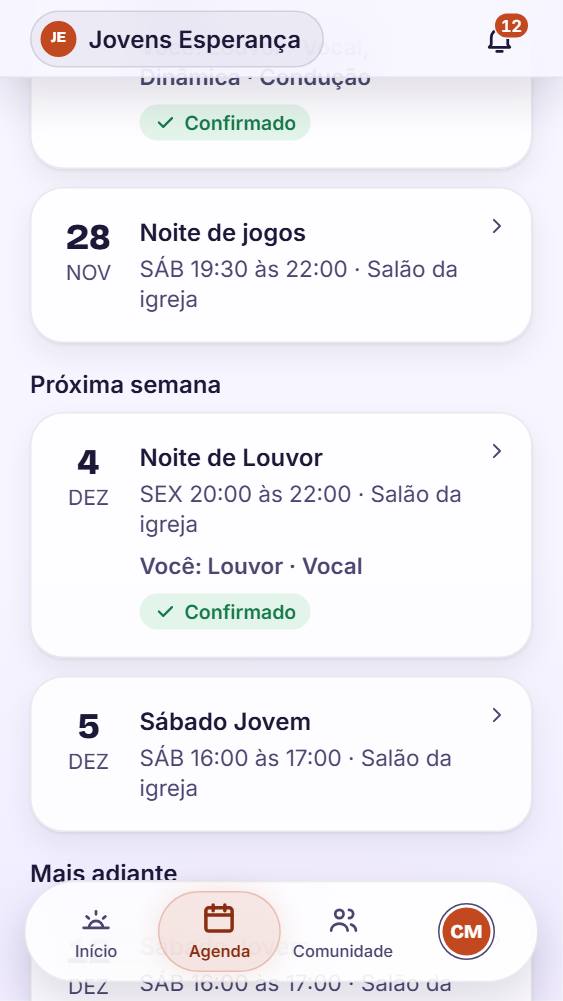 JE Jovens Esperança 12
Vocal,
Dinâmica · Condução
Confirmado
28 Noite de jogos
NOV SÁB 19:30 às 22:00 · Salão da
igreja
Próxima semana
4 Noite de Louvor
DEZ SEX 20:00 às 22:00 · Salão da
igreja
Você: Louvor · Vocal
Confirmado
5 Sábado Jovem
DEZ SÁB 16:00 às 17:00 · Salão da
igreja
Mais adiante
Início Agenda Comunidade CM
DEZ SÁB 16:00 às 17:00 · Salão da